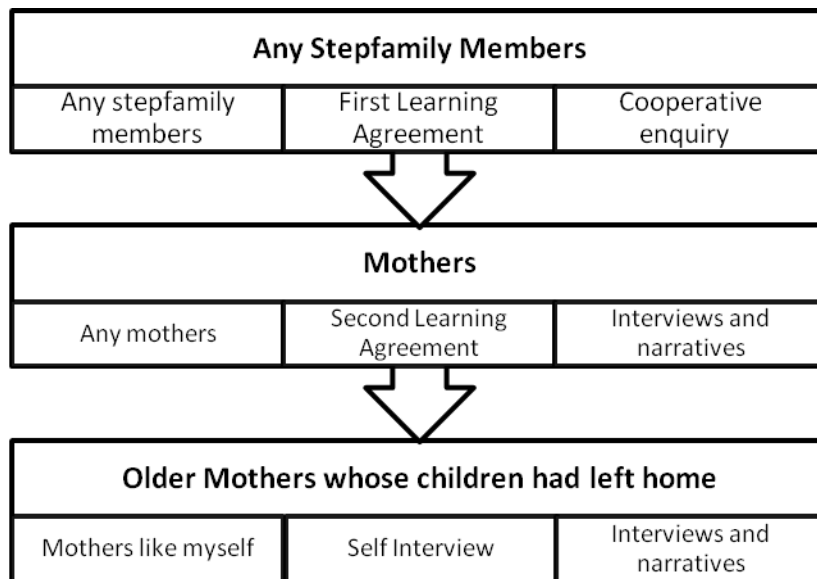 Any Stepfamily Members
Any stepfamily
members
First Learning
Agreement
Cooperative
enquiry
Mothers
Any mothers
Second Learning
Agreement
Interviews and
narratives
Older Mothers whose children had left home
Mothers like myself
Self Interview
Interviews and
narratives